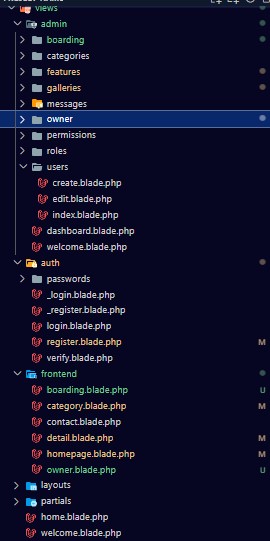 views
admin
boarding
categories
features
galleries
messages
owner
permissions
roles
users
create.blade.php
edit.blade.php
index.blade.php
dashboard.blade.php
welcome.blade.php
auth
passwords
_login.blade.php
_register.blade.php
login.blade.php
register.blade.php M
verify.blade.php
frontend
boarding.blade.php U
category.blade.php M
contact.blade.php
detail.blade.php M
homepage.blade.php M
owner.blade.php U
layouts
partials
home.blade.php
welcome.blade.php